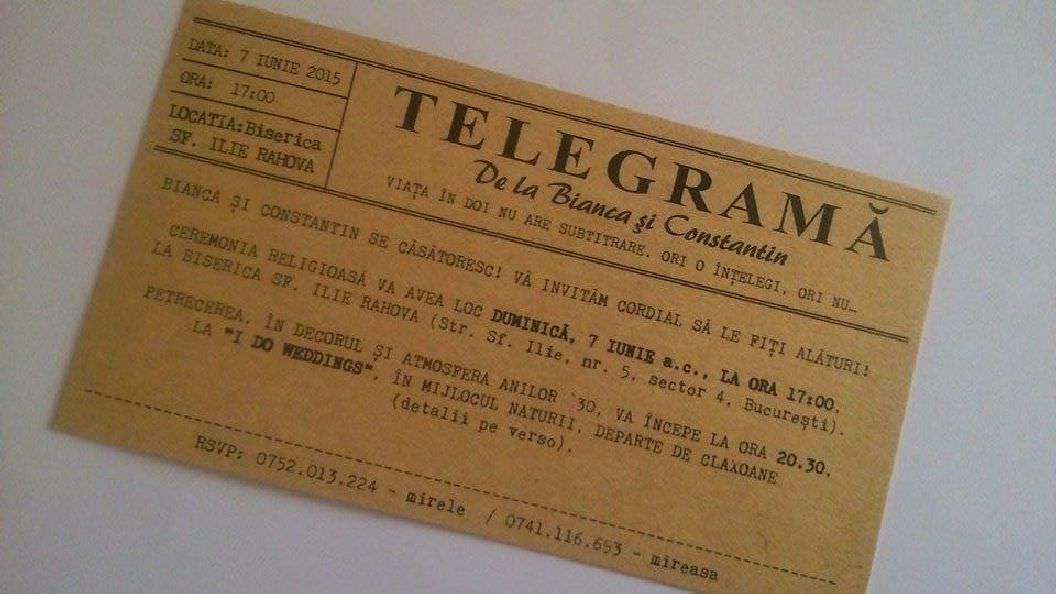 DATA: 7 IUNIE 2015
ORA: 17:00
LOCATIA:Biserica
SF. ILIE RAHOVA
TELEGRAMĂ
De la Bianca și Constantin
VIAȚA ÎN DOI NU ARE SUBTITRARE. ORI O ÎNȚELEGI, ORI NU…
BIANCA ȘI CONSTANTIN SE CĂSĂTORESC! VĂ INVITĂM CORDIAL SĂ LE FIȚI ALĂTURI!
CEREMONIA RELIGIOASĂ VA AVEA LOC DUMINICĂ, 7 IUNIE a.c., LA ORA 17:00.
LA BISERICA SF. ILIE RAHOVA (Str. Sf. Ilie, nr. 5, sector 4, București).
PETRECEREA, ÎN DECORUL ȘI ATMOSFERA ANILOR '30, VA ÎNCEPE LA ORA 20.30.
LA "I DO WEDDINGS", ÎN MIJLOCUL NATURII, DEPARTE DE CLAXOANE
(detalii pe verso).
RSVP: 0752.013.224 - mirele / 0741.116.653 - mireasa